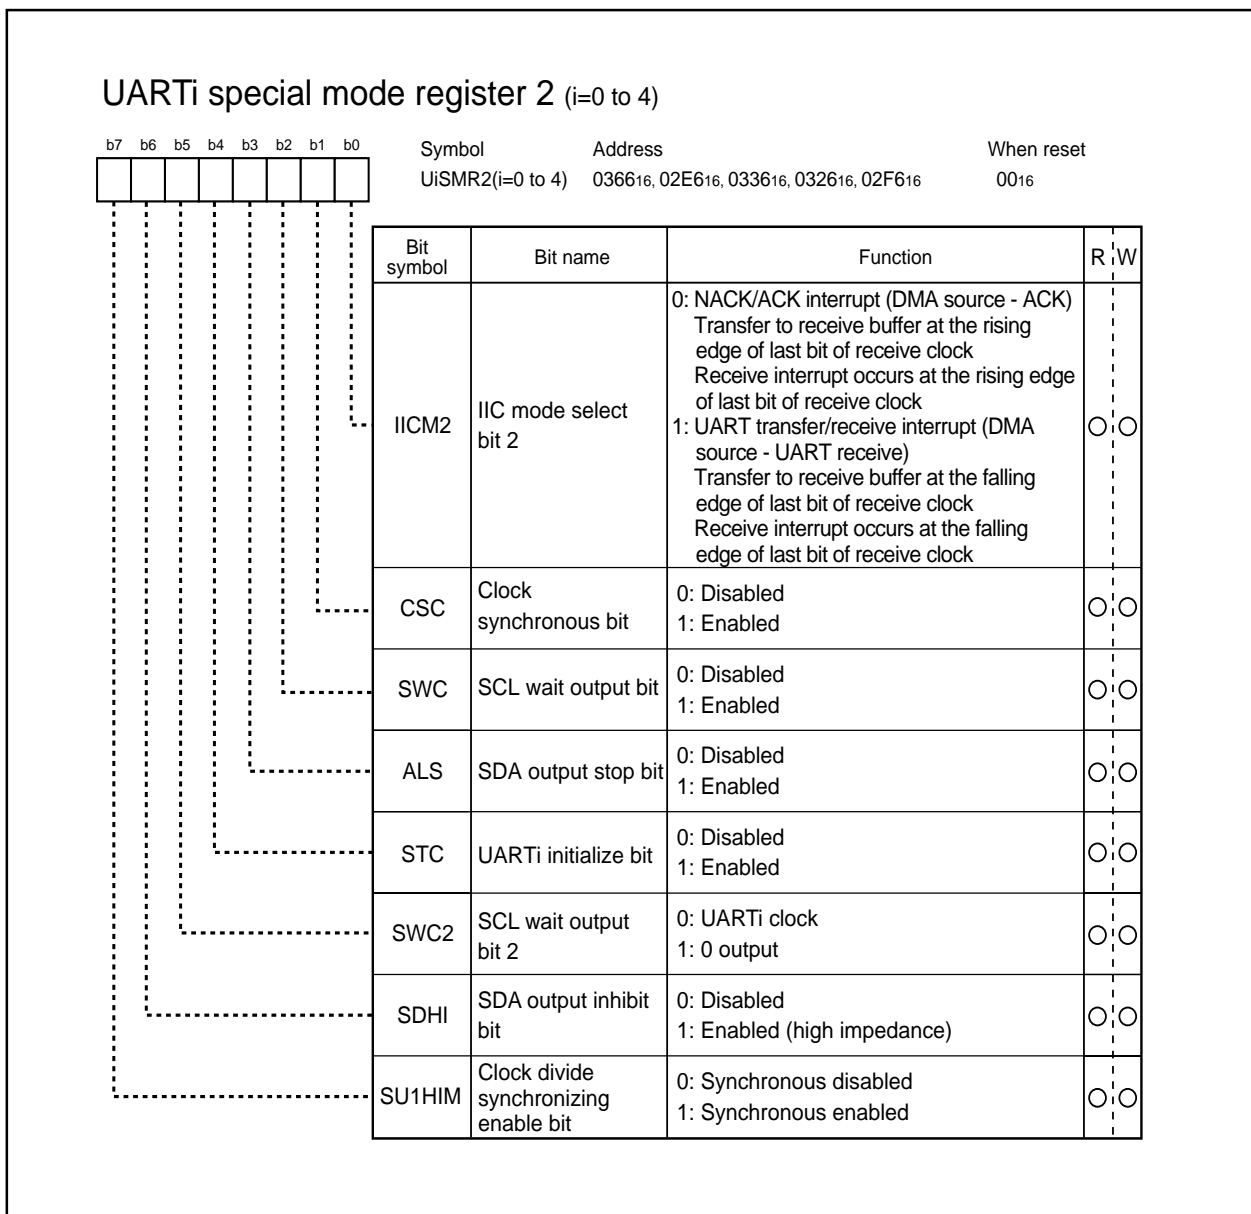 UARTi special mode register 2 (i=0 to 4)
b7 b6 b5 b4 b3 b2 b1 b0
Symbol Address When reset
UiSMR2(i=0 to 4) 036616, 02E616, 033616, 032616, 02F616 0016
Bit symbol Bit name Function R W
IICM2
IIC mode select
bit 2
0: NACK/ACK interrupt (DMA source - ACK)
Transfer to receive buffer at the rising
edge of last bit of receive clock
Receive interrupt occurs at the rising edge
of last bit of receive clock
1: UART transfer/receive interrupt (DMA
source - UART receive)
Transfer to receive buffer at the falling
edge of last bit of receive clock
Receive interrupt occurs at the falling
edge of last bit of receive clock
CSC
Clock
synchronous bit
0: Disabled
1: Enabled
SWC
SCL wait output bit
0: Disabled
1: Enabled
ALS
SDA output stop bit
0: Disabled
1: Enabled
STC
UARTi initialize bit
0: Disabled
1: Enabled
SWC2
SCL wait output
bit 2
0: UARTi clock
1: 0 output
SDHI
SDA output inhibit
bit
0: Disabled
1: Enabled (high impedance)
SU1HIM
Clock divide
synchronizing
enable bit
0: Synchronous disabled
1: Synchronous enabled